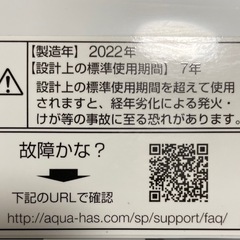 【製造年】2022年
【設計上の標準使用期間】7年
設計上の標準使用期間を超えて使用
されますと、経年劣化による発火・
けが等の事故に至る恐れがあります。
故障かな?
下記のURLで確認
http://aqua-has.com/sp/support/faq/